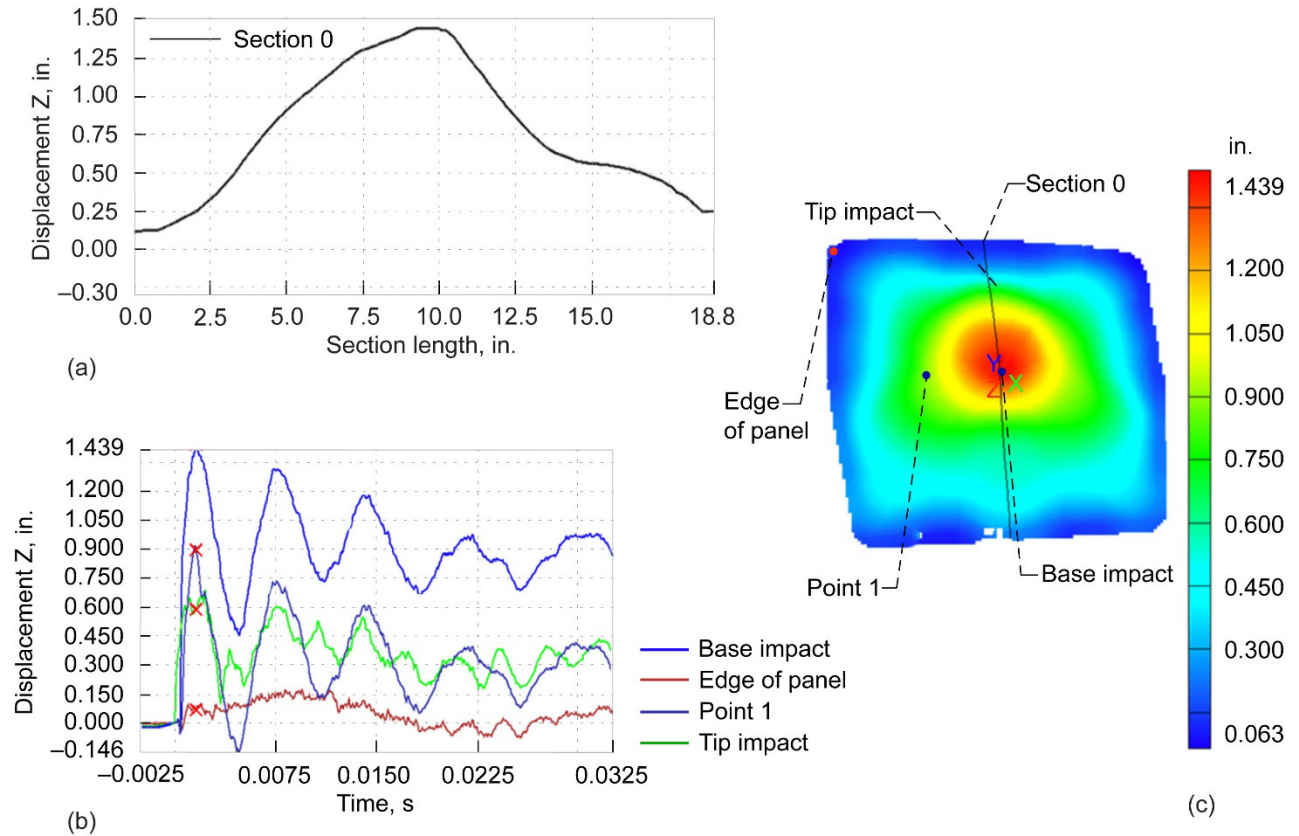 1.50
1.25
1.00
0.75
0.50
0.25
0.00
–0.30
Displacement Z, in.
Section 0
0.0 2.5 5.0 7.5 10.0 12.5 15.0 18.8
Section length, in.
(a)
1.439
1.200
1.050
0.900
0.750
0.600
0.450
0.300
0.150
0.000
–0.146
Displacement Z, in.
–0.0025 0.0075 0.0150 0.0225 0.0325
Time, s
(b)
Base impact
Edge of panel
Point 1
Tip impact
Section 0
Tip impact
Edge
of panel
Y
X
Z
Point 1
Base impact
in.
1.439
1.200
1.050
0.900
0.750
0.600
0.450
0.300
0.063
(c)